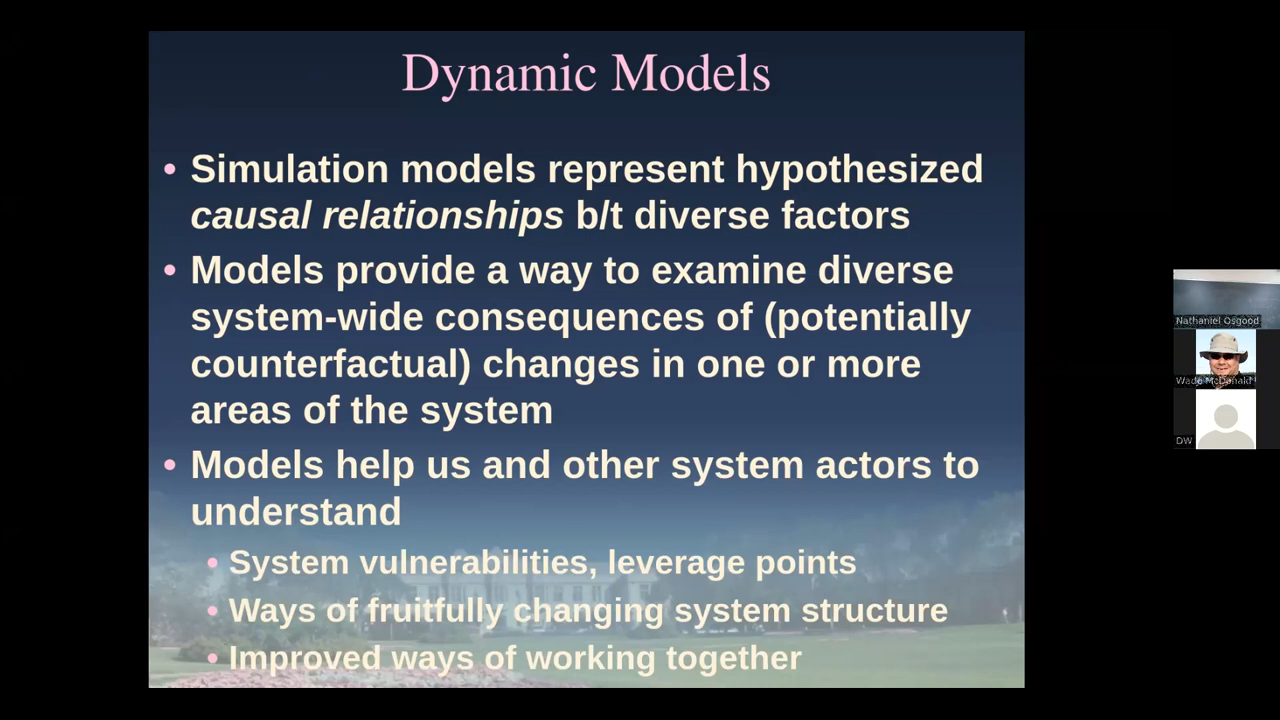 Dynamic Models
• Simulation models represent hypothesized
causal relationships b/t diverse factors
• Models provide a way to examine diverse
system-wide consequences of (potentially
counterfactual) changes in one or more
areas of the system
• Models help us and other system actors to
understand
• System vulnerabilities, leverage points
• Ways of fruitfully changing system structure
• Improved ways of working together
Nathaniel Osgood
Wade McDonald
DW